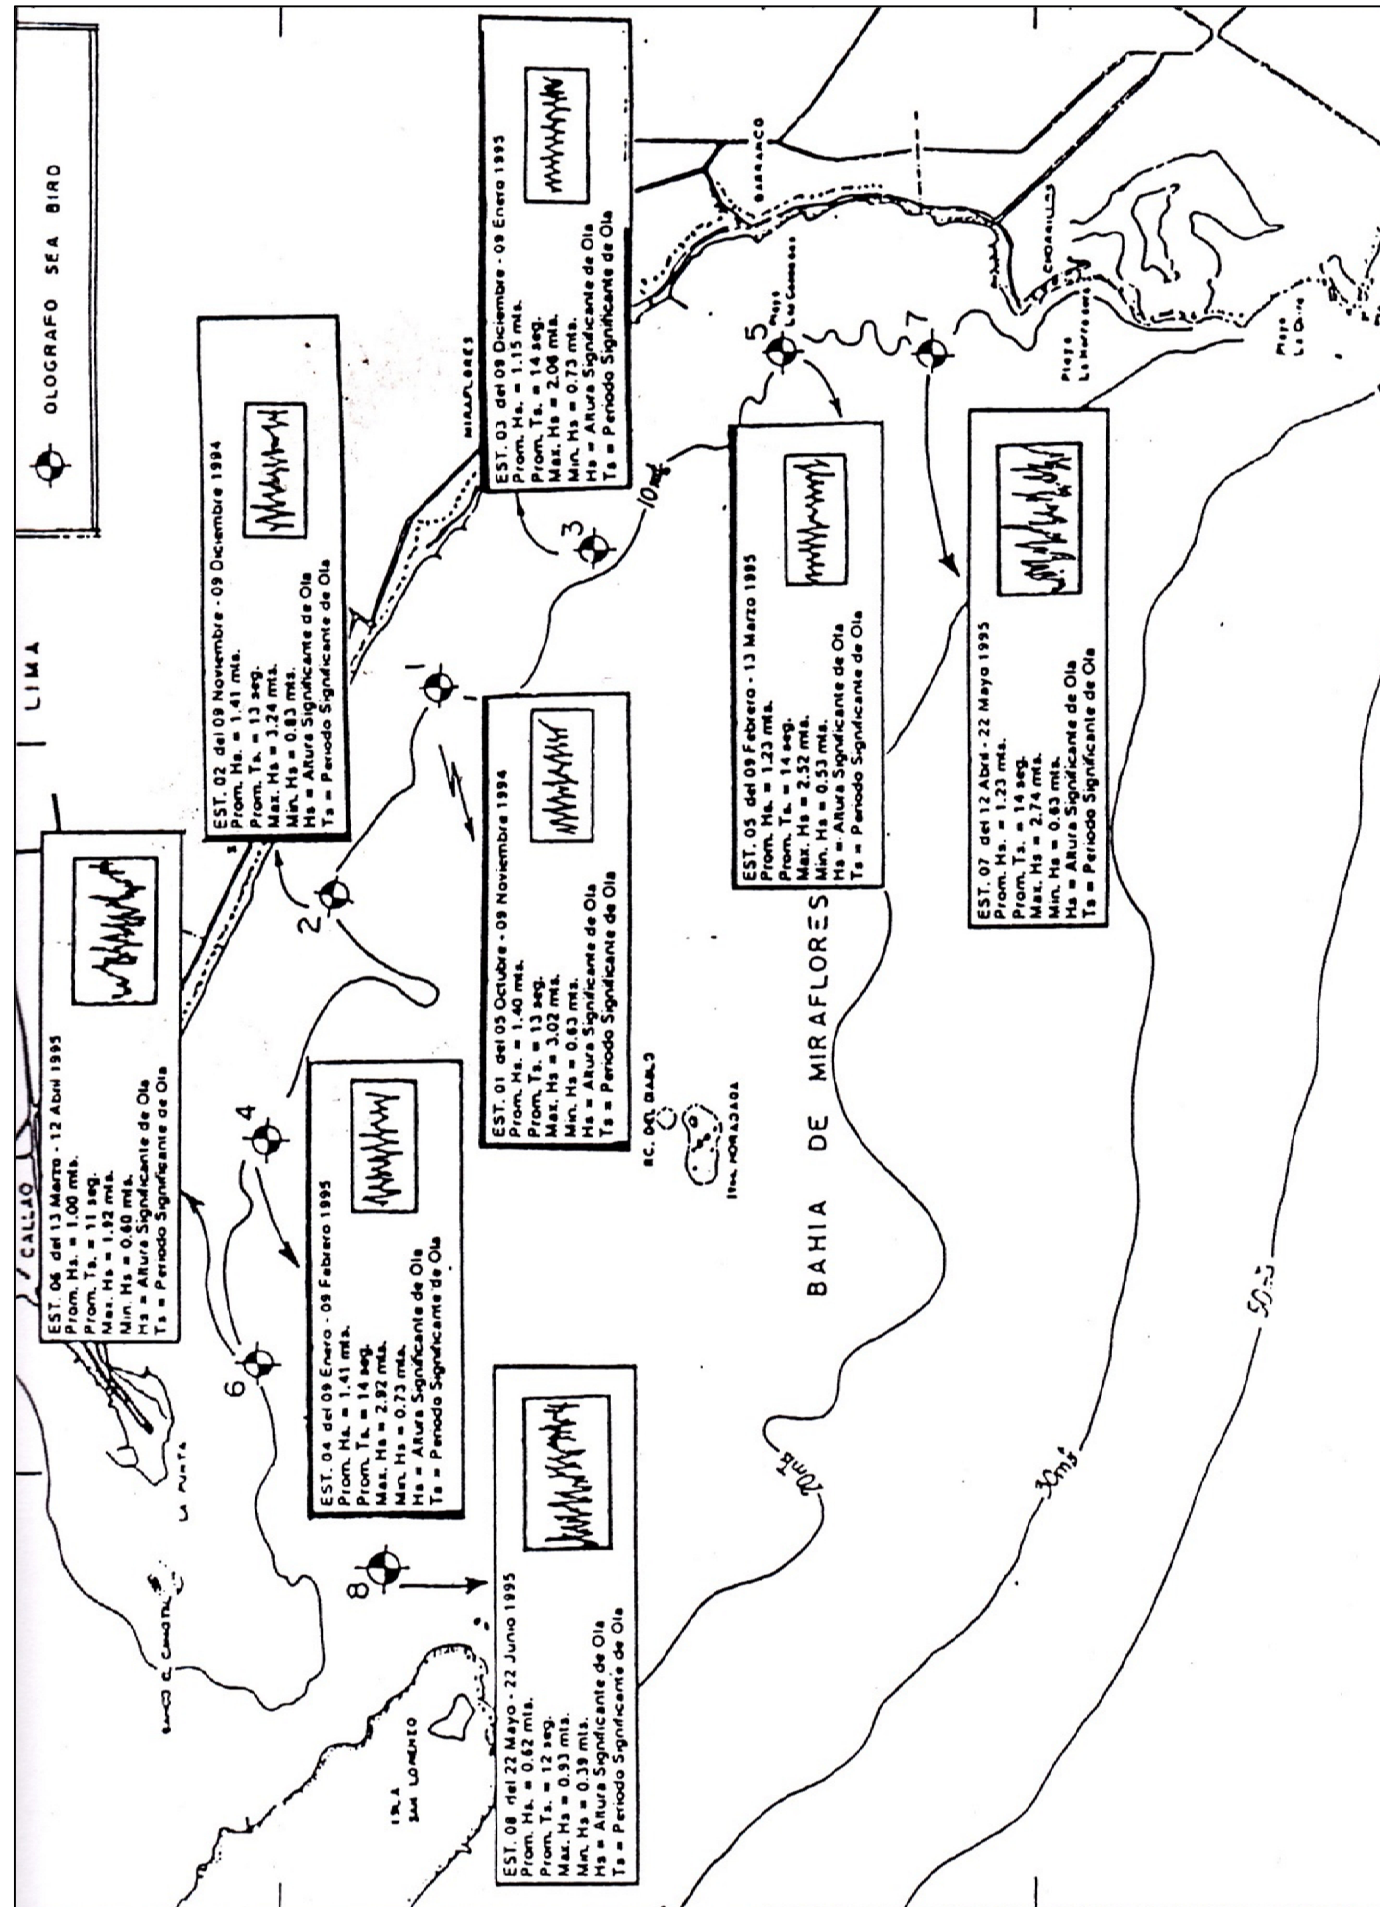 OLOGRAFO SEA BIRD
LIMA
CALLAO
EST. 06 del 13 Marzo - 12 Abril 1995
Prom. Hs. = 1.00 mts.
Prom. Ts. = 11 seg.
Max. Hs = 1.92 mts.
Min. Hs = 0.60 mts.
Hs = Altura Significante de Ola
Ts = Periodo Significante de Ola
EST. 02 del 09 Noviembre - 09 Diciembre 1994
Prom. Hs. = 1.41 mts.
Prom. Ts. = 13 seg.
Max. Hs = 3.24 mts.
Min. Hs = 0.83 mts.
Hs = Altura Significante de Ola
Ts = Periodo Significante de Ola
EST. 03 del 09 Diciembre - 09 Enero 1995
Prom. Hs. = 1.15 mts.
Prom. Ts. = 14 seg.
Max. Hs = 2.06 mts.
Min. Hs = 0.73 mts.
Hs = Altura Significante de Ola
Ts = Periodo Significante de Ola
EST. 04 del 09 Enero - 09 Febrero 1995
Prom. Hs. = 1.41 mts.
Prom. Ts. = 14 seg.
Max. Hs = 2.92 mts.
Min. Hs = 0.73 mts.
Hs = Altura Significante de Ola
Ts = Periodo Significante de Ola
EST. 01 del 05 Octubre - 09 Noviembre 1994
Prom. Hs. = 1.40 mts.
Prom. Ts. = 13 seg.
Max. Hs = 3.02 mts.
Min. Hs = 0.63 mts.
Hs = Altura Significante de Ola
Ts = Periodo Significante de Ola
EST. 08 del 22 Mayo - 22 Junio 1995
Prom. Hs. = 0.62 mts.
Prom. Ts. = 12 seg.
Max. Hs = 0.93 mts.
Min. Hs = 0.39 mts.
Hs = Altura Significante de Ola
Ts = Periodo Significante de Ola
EST. 05 del 09 Febrero - 13 Marzo 1995
Prom. Hs. = 1.23 mts.
Prom. Ts. = 14 seg.
Max. Hs = 2.52 mts.
Min. Hs = 0.53 mts.
Hs = Altura Significante de Ola
Ts = Periodo Significante de Ola
EST. 07 del 12 Abril - 22 Mayo 1995
Prom. Hs. = 1.23 mts.
Prom. Ts. = 14 seg.
Max. Hs = 2.74 mts.
Min. Hs = 0.63 mts.
Hs = Altura Significante de Ola
Ts = Periodo Significante de Ola
1
2
3
4
5
6
7
8
LA PUNTA
ISLA
SAN LORENZO
MIRAFLORES
BARRANCO
CHORRILLOS
Playa
Playa
La Herradura
Playa
La Chira
RC. DEL DIABLO
HORADADA
BAHIA DE MIRAFLORES
10 mts
20mts
30mts